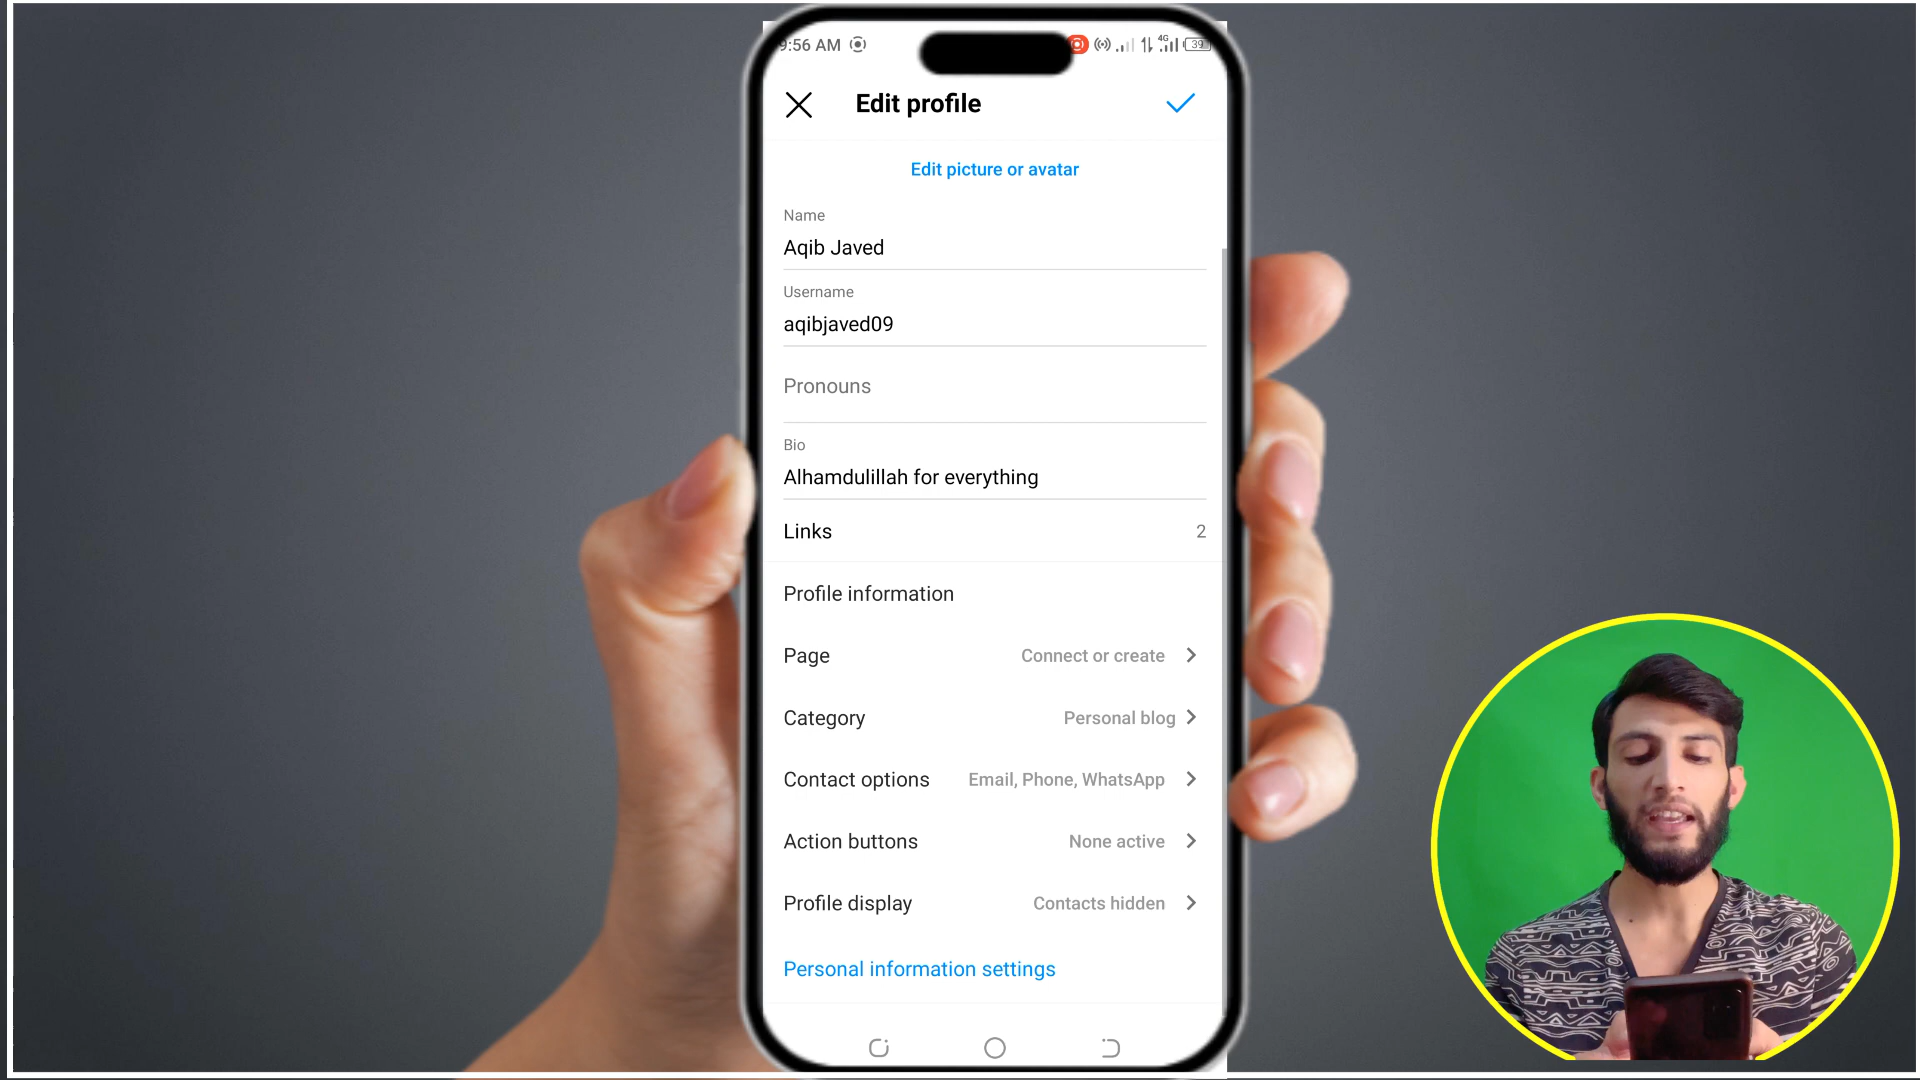 9:56 AM 4G 39
Edit profile
Edit picture or avatar
Name
Aqib Javed
Username
aqibjaved09
Pronouns
Bio
Alhamdulillah for everything
Links 2
Profile information
Page Connect or create
Category Personal blog
Contact options Email, Phone, WhatsApp
Action buttons None active
Profile display Contacts hidden
Personal information settings